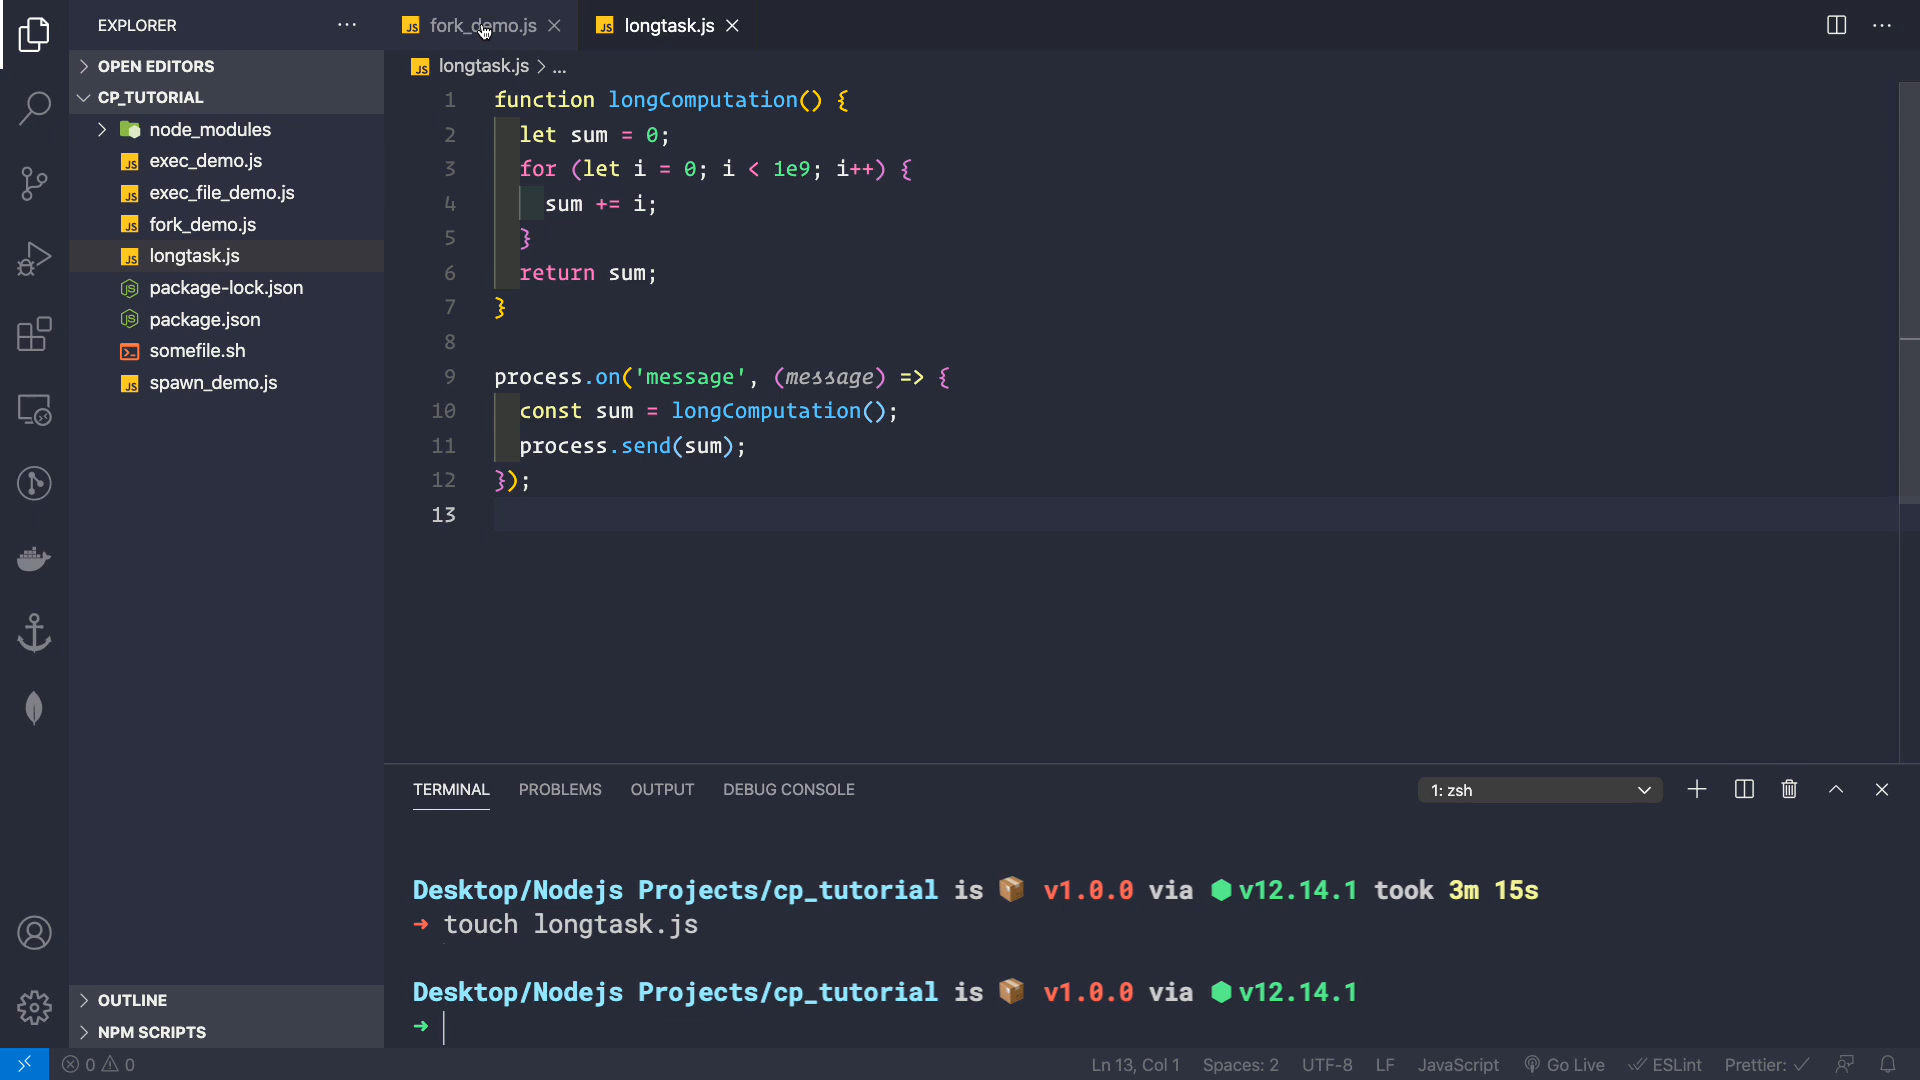 EXPLORER
OPEN EDITORS
CP_TUTORIAL
node_modules
exec_demo.js
exec_file_demo.js
fork_demo.js
longtask.js
package-lock.json
package.json
somefile.sh
spawn_demo.js
OUTLINE
NPM SCRIPTS
JS fork_demo.js
JS longtask.js
JS longtask.js > ...
1 function longComputation() {
2 let sum = 0;
3 for (let i = 0; i < 1e9; i++) {
4 sum += i;
5 }
6 return sum;
7 }
8
9 process.on('message', (message) => {
10 const sum = longComputation();
11 process.send(sum);
12 });
13
TERMINAL PROBLEMS OUTPUT DEBUG CONSOLE 1: zsh
Desktop/Nodejs Projects/cp_tutorial is 📦 v1.0.0 via ⬢ v12.14.1 took 3m 15s
➜ touch longtask.js
Desktop/Nodejs Projects/cp_tutorial is 📦 v1.0.0 via ⬢ v12.14.1
➜
0 0 Ln 13, Col 1 Spaces: 2 UTF-8 LF JavaScript Go Live ESLint Prettier: ✓